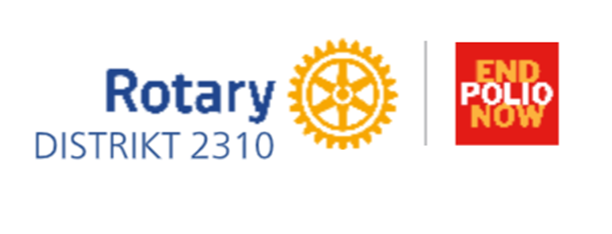 Rotary
DISTRIKT 2310
END
POLIO
NOW